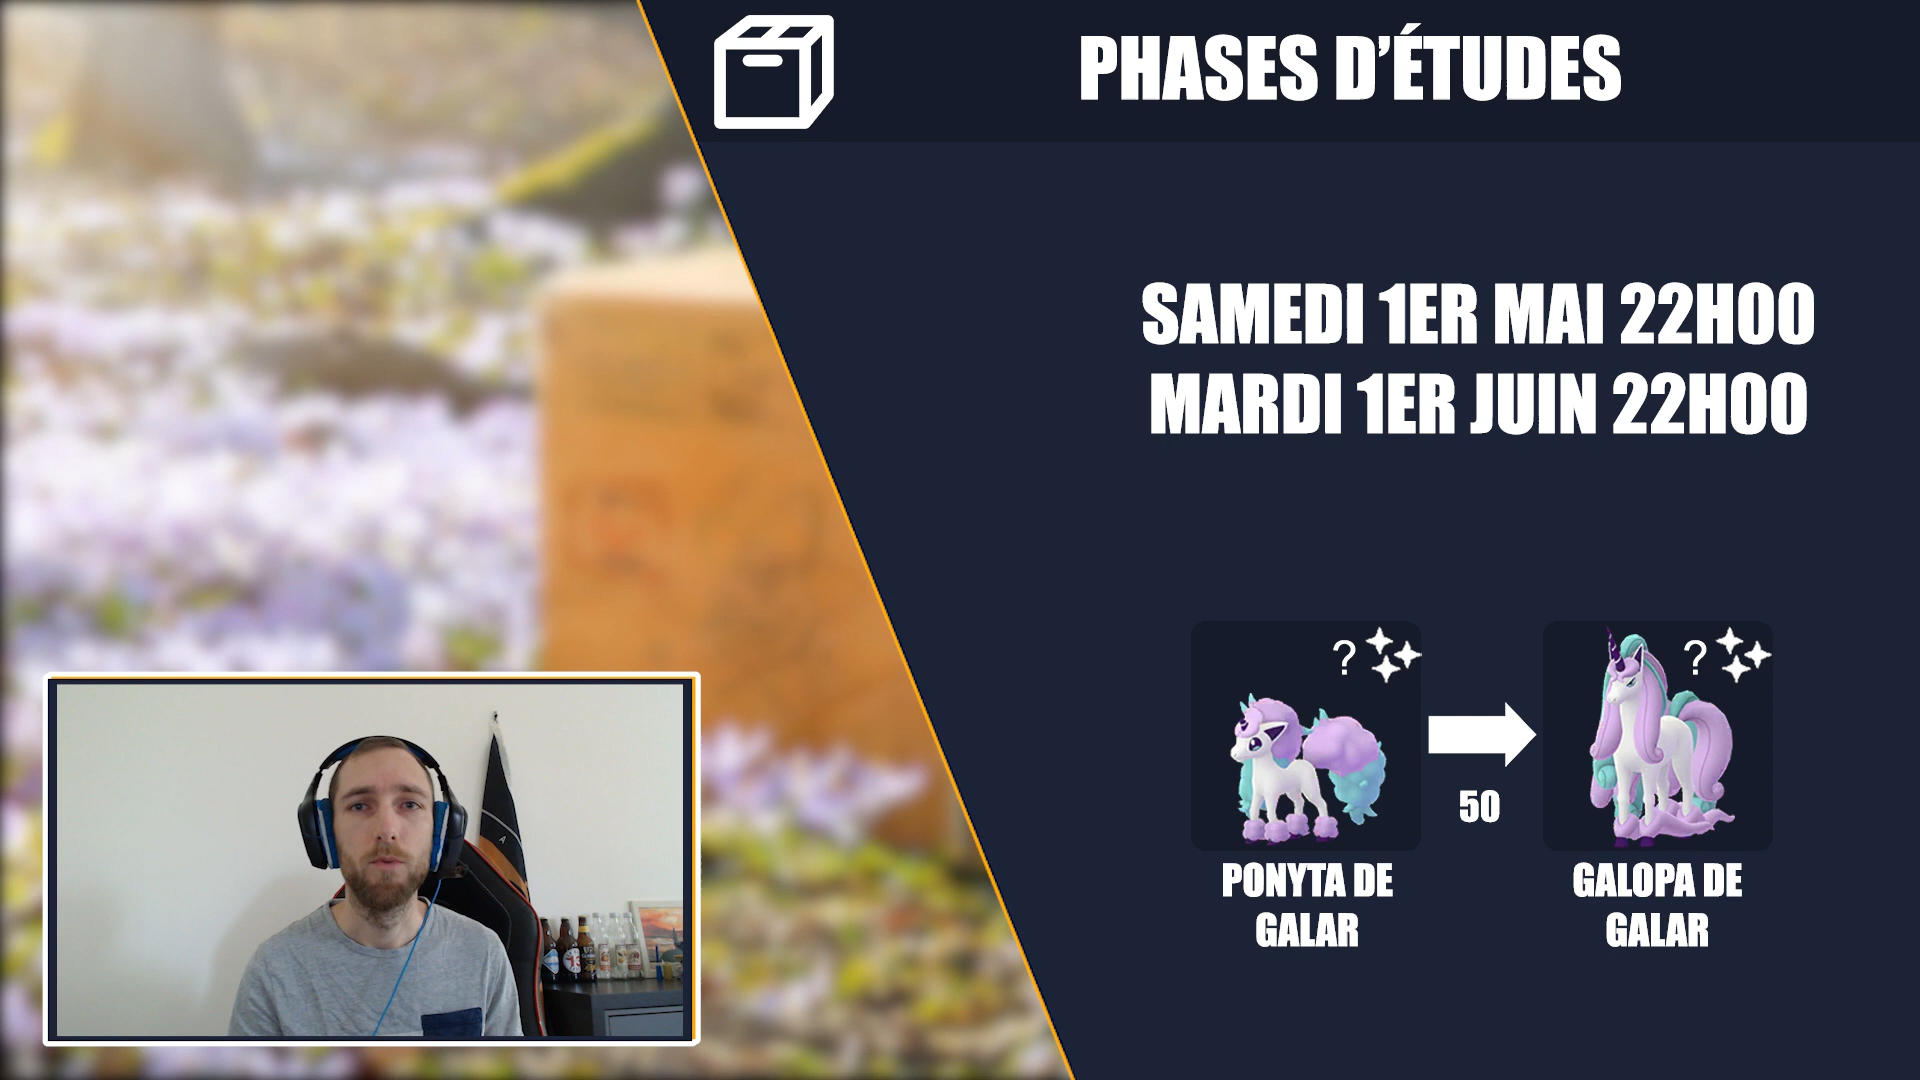 PHASES D’ÉTUDES
SAMEDI 1ER MAI 22H00
MARDI 1ER JUIN 22H00
?
?
50
PONYTA DE
GALAR
GALOPA DE
GALAR